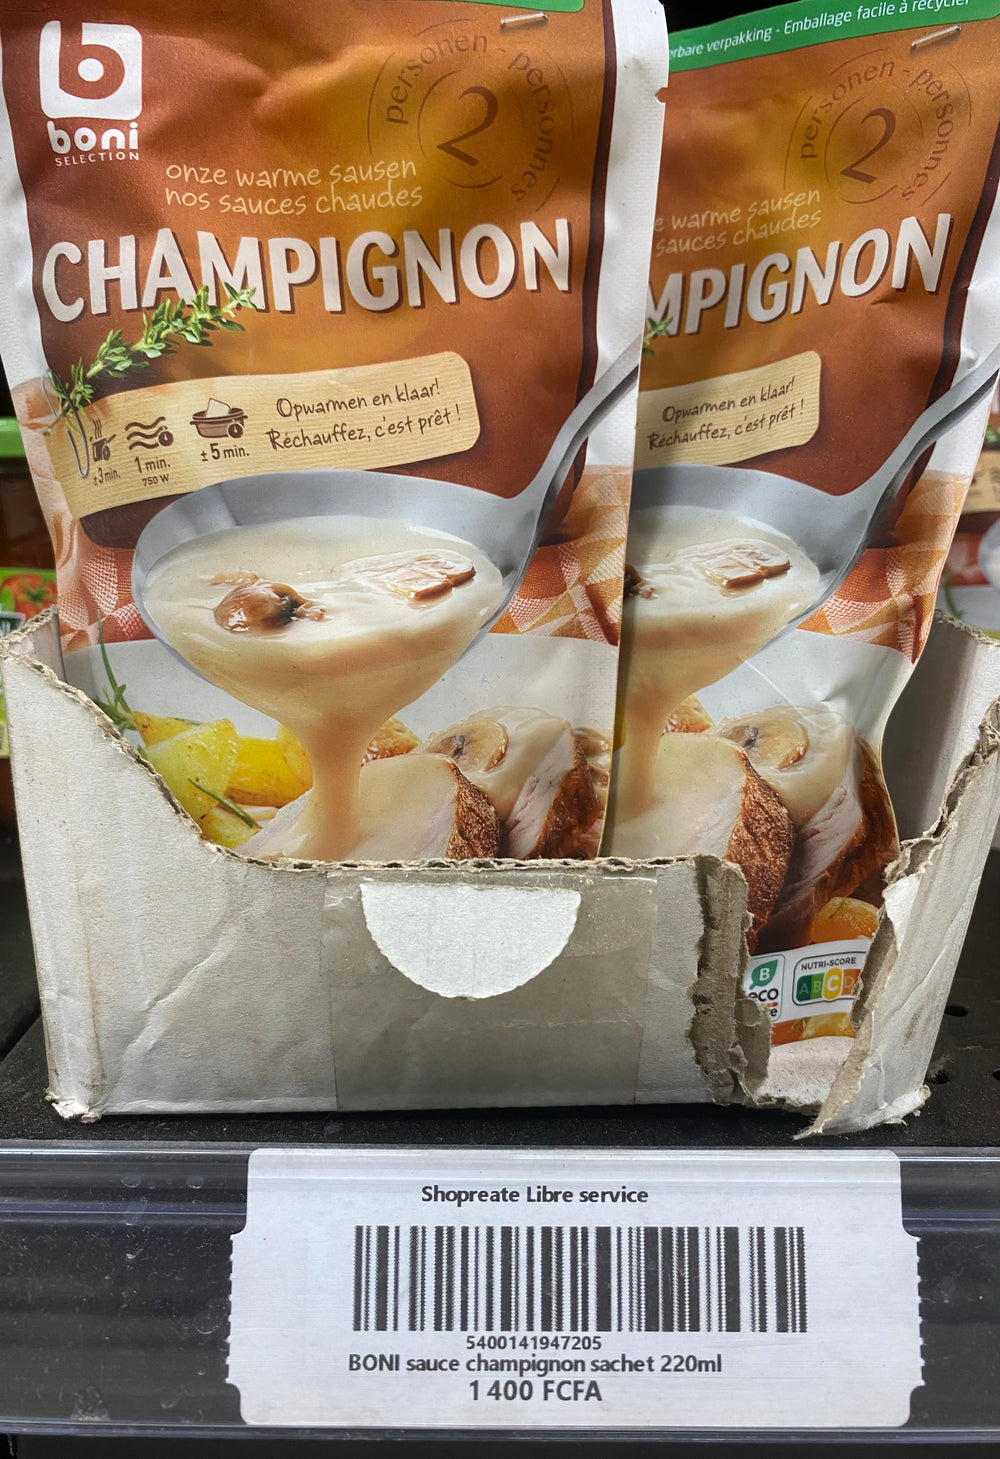 boni
SELECTION
personen - personnes
2
onze warme sausen
nos sauces chaudes
CHAMPIGNON
Opwarmen en klaar!
Réchauffez, c'est prêt !
±3 min.
1 min.
750 W
±5 min.
verpakking - Emballage facile à recycler
personen - personnes
2
warme sausen
sauces chaudes
MPIGNON
Opwarmen en klaar!
Réchauffez, c'est prêt !
B
eco
NUTRI-SCORE
A B C D
Shopreate Libre service
5400141947205
BONI sauce champignon sachet 220ml
1 400 FCFA